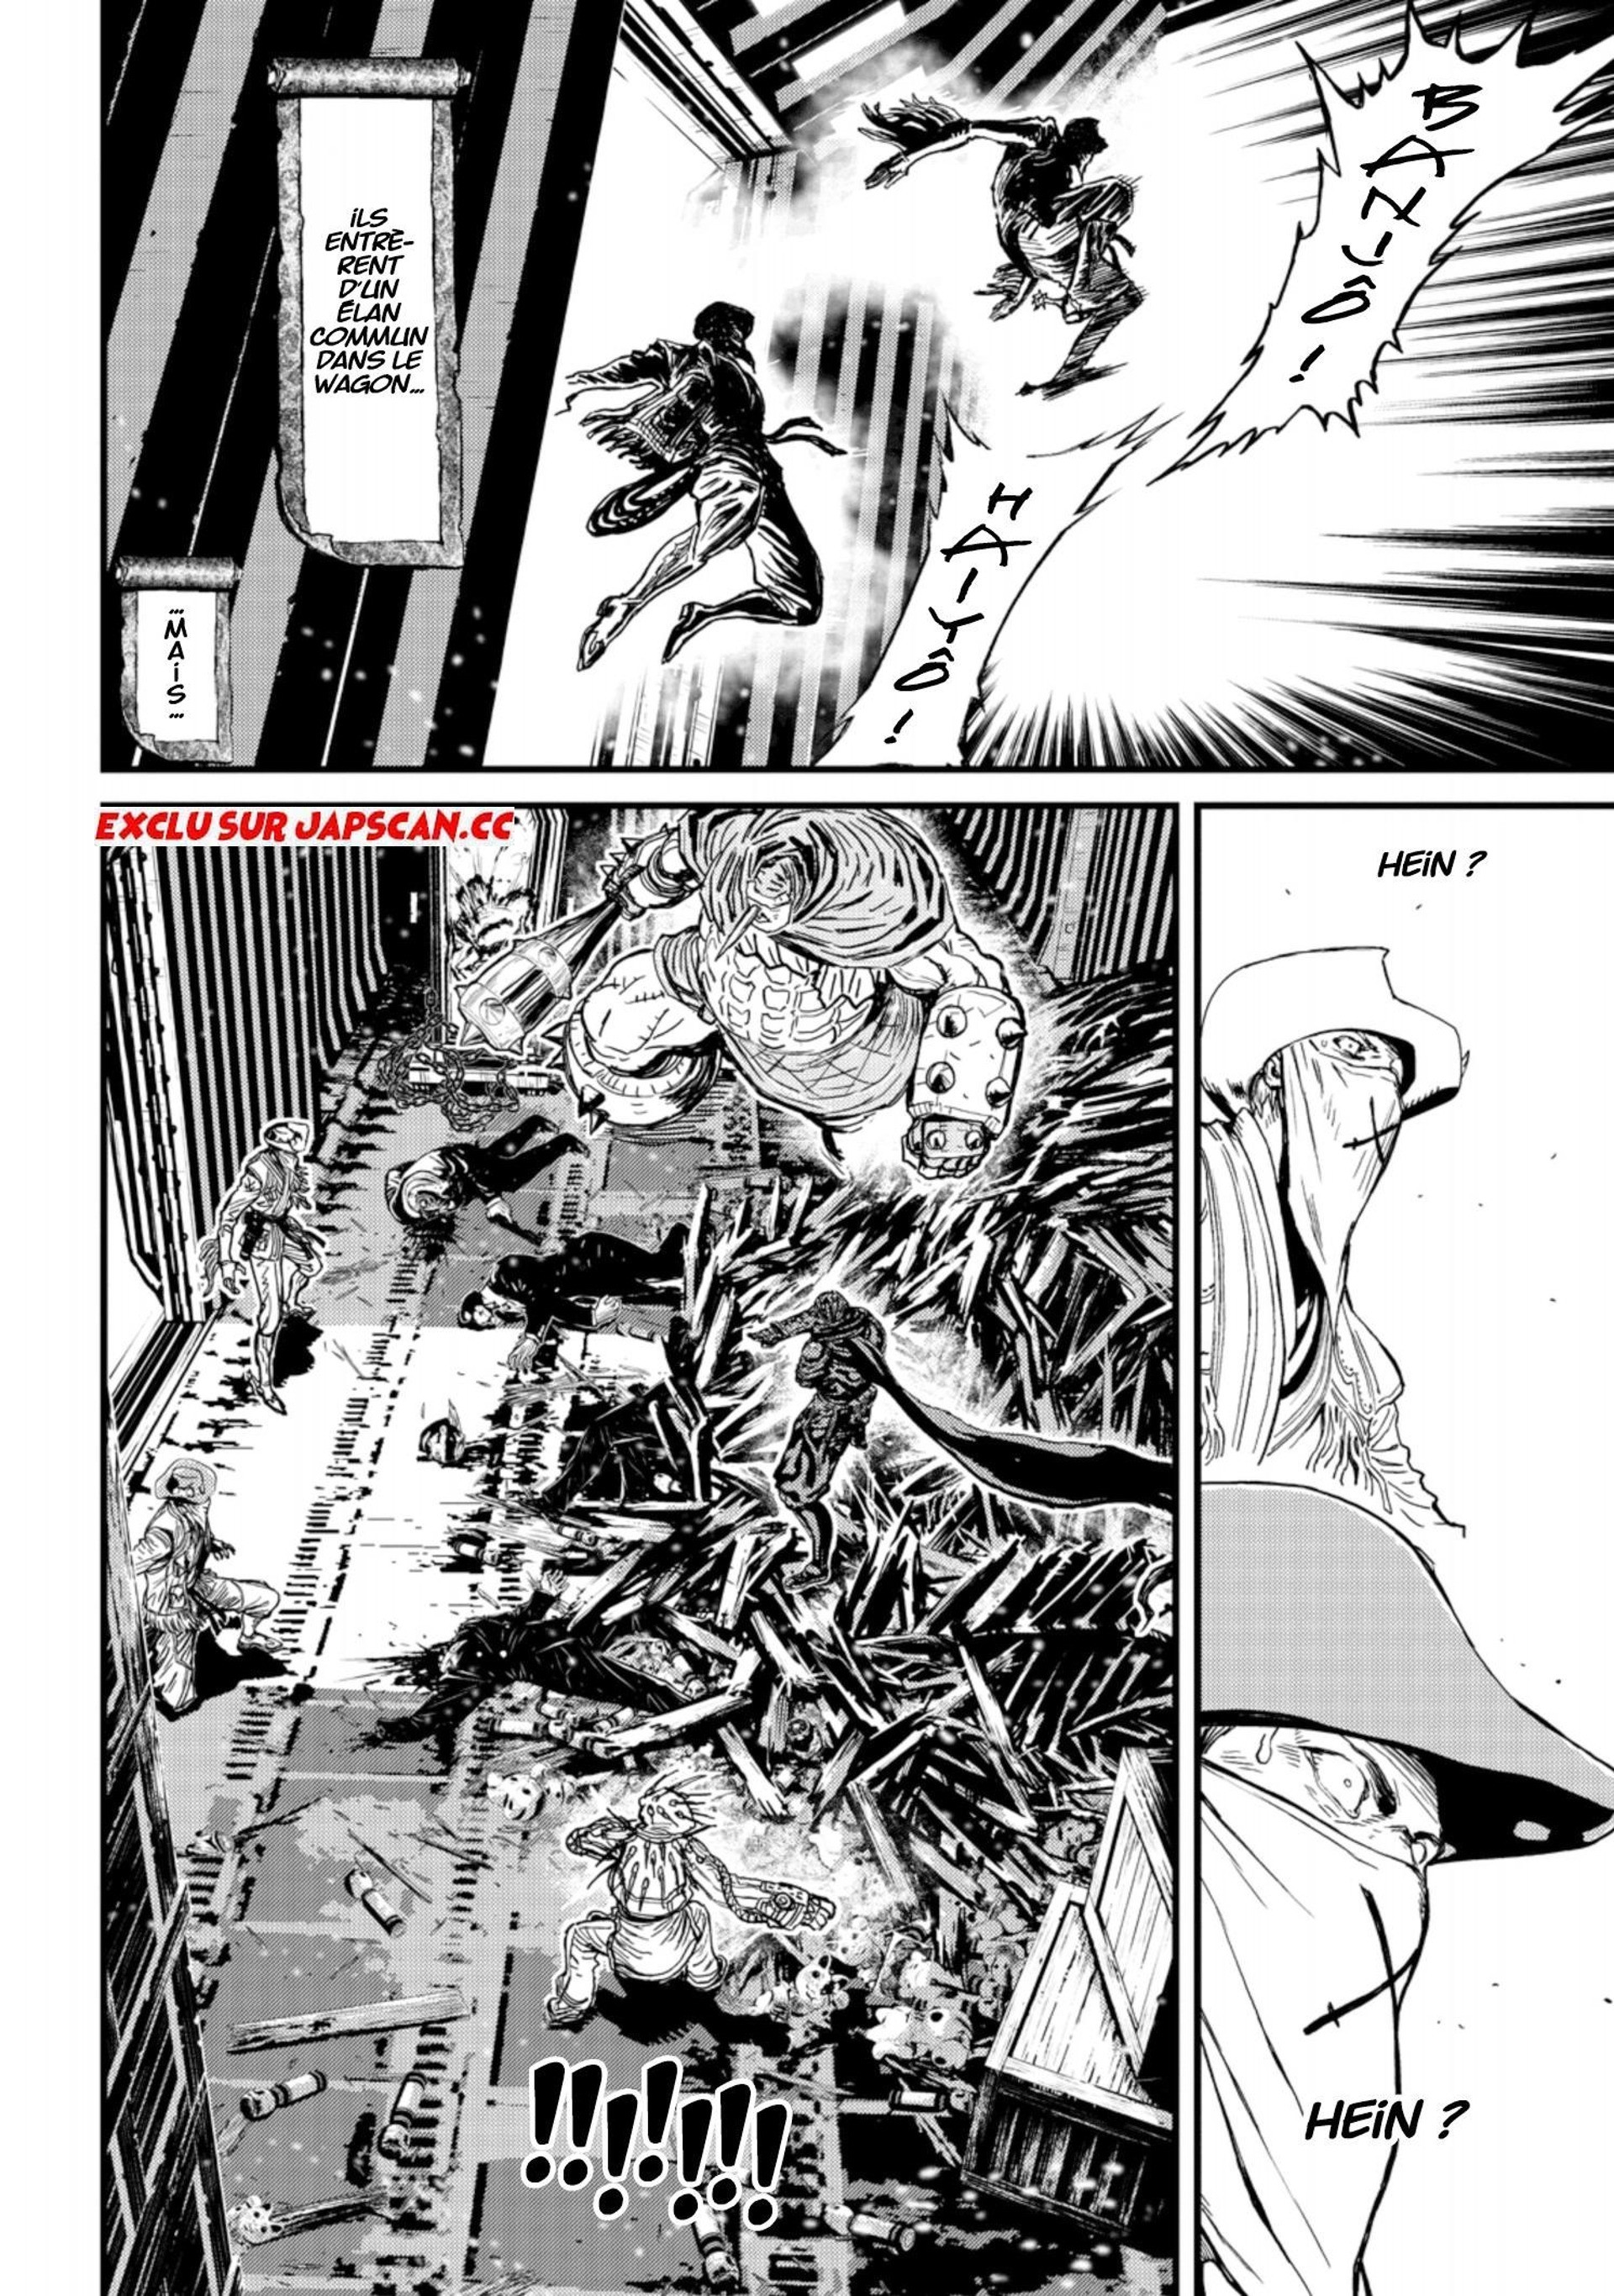 BANJÔ !
HAIYÔ !
iLS
ENTRÈ-
RENT
D'UN
ÉLAN
COMMUN
DANS LE
WAGON...
...MAiS...
HEiN ?
HEiN ?
EXCLU SUR JAPSCAN.CC
!!!!!!!